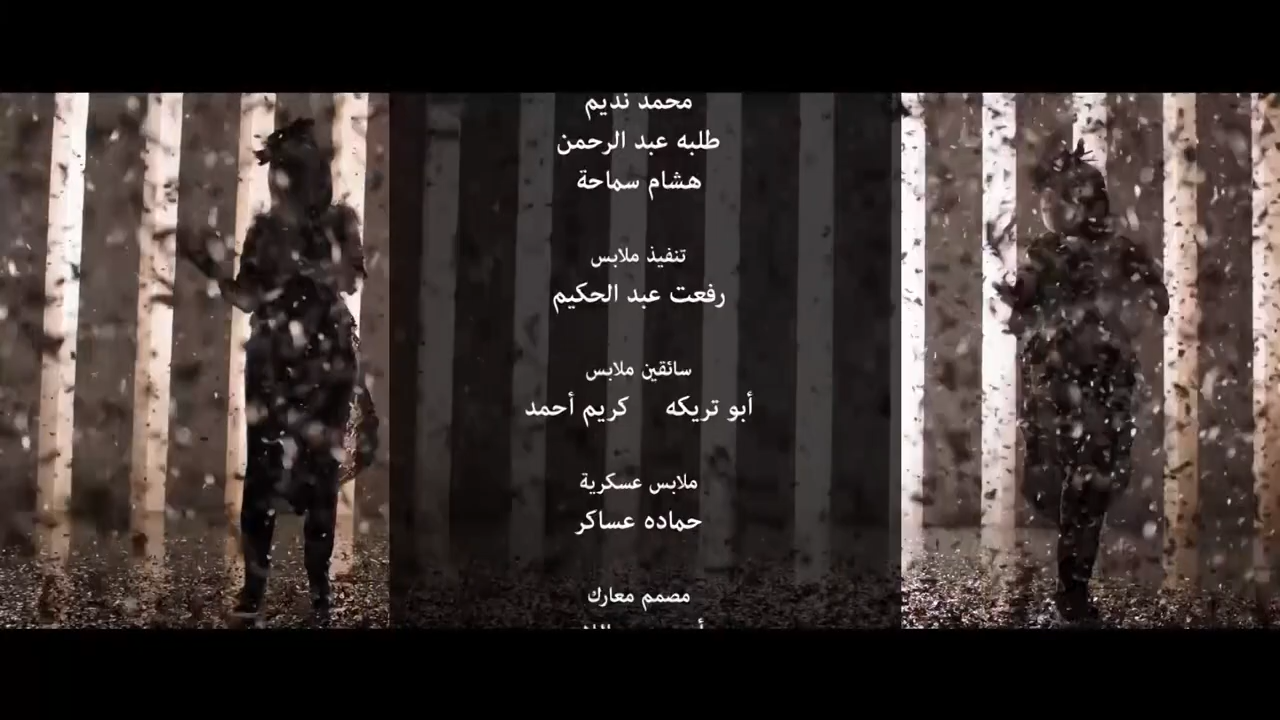 محمد نديم
طلبه عبد الرحمن
هشام سماحة
تنفيذ ملابس
رفعت عبد الحكيم
سائقين ملابس
أبو تريكه كريم أحمد
ملابس عسكرية
حماده عساكر
مصمم معارك